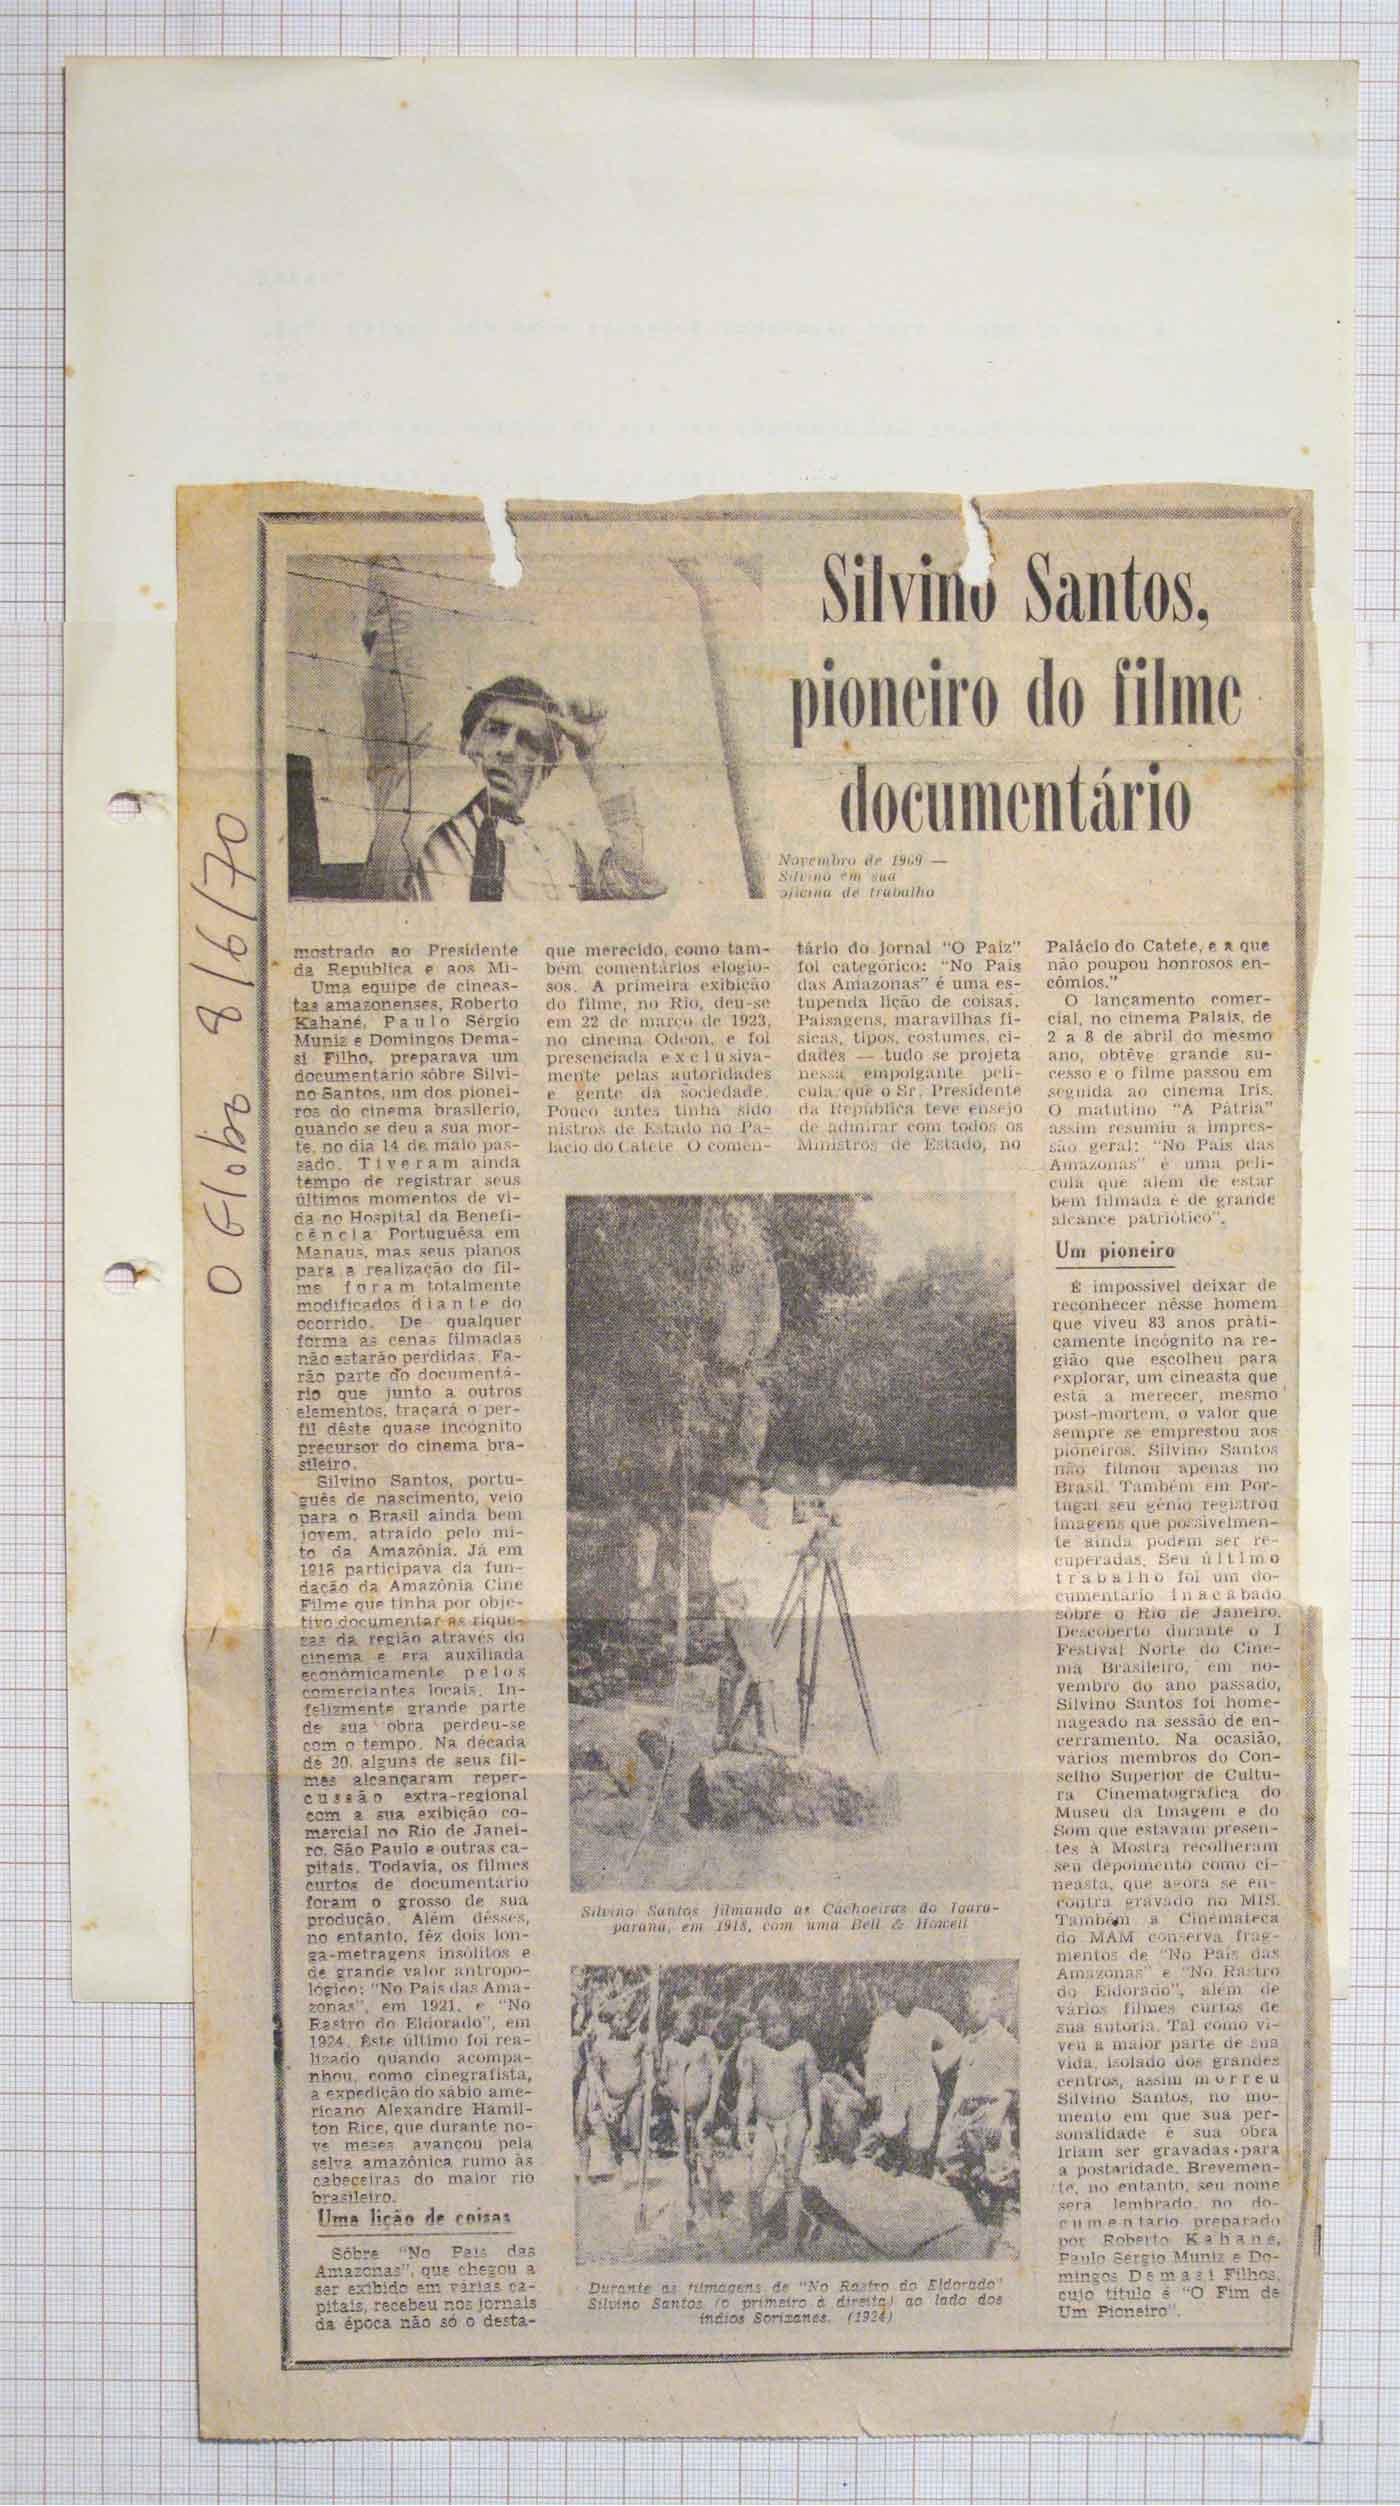 O Globo 8/6/70
Silvino Santos,
pioneiro do filme
documentário
Novembro de 1969 —
Silvino em sua
oficina de trabalho
mostrado ao Presidente
da Republica e aos Mi-
Uma equipe de cineas-
tas amazonenses, Roberto
Kahané, Paulo Sérgio
Muniz e Domingos Dema-
si Filho, preparava um
documentário sôbre Silvi-
no Santos, um dos pionei-
ros do cinema brasilerio,
quando se deu a sua mor-
te, no dia 14 de maio pas-
sado. Tiveram ainda
tempo de registrar seus
últimos momentos de vi-
da no Hospital da Benefi-
cência Portuguêsa em
Manaus, mas seus planos
para a realização do fil-
me foram totalmente
modificados diante do
ocorrido. De qualquer
forma as cenas filmadas
não estarão perdidas. Fa-
rão parte do documentá-
rio que junto a outros
elementos, traçará o per-
fil dêste quase incógnito
precursor do cinema bra-
sileiro.
Silvino Santos, portu-
guês de nascimento, veio
para o Brasil ainda bem
jovem, atraído pelo mi-
to da Amazônia. Já em
1918 participava da fun-
dação da Amazônia Cine
Filme que tinha por obje-
tivo documentar as rique-
zas da região através do
cinema e era auxiliada
econômicamente pelos
comerciantes locais. In-
felizmente grande parte
de sua obra perdeu-se
com o tempo. Na década
de 20, alguns de seus fil-
mes alcançaram reper-
cussão extra-regional
com a sua exibição co-
mercial no Rio de Janei-
ro, São Paulo e outras ca-
pitais. Todavia, os filmes
curtos de documentário
foram o grosso de sua
produção. Além dêsses,
no entanto, fêz dois lon-
ga-metragens insólitos e
de grande valor antropo-
lógico: "No País das Ama-
zonas", em 1921, e "No
Rastro do Eldorado", em
1924. Êste último foi rea-
lizado quando acompa-
nhou, como cinegrafista,
a expedição do sábio ame-
ricano Alexandre Hamil-
ton Rice, que durante no-
ve meses avançou pela
selva amazônica rumo às
cabeceiras do maior rio
brasileiro.
Uma lição de coisas
Sôbre "No País das
Amazonas", que chegou a
ser exibido em várias ca-
pitais, recebeu nos jornais
da época não só o desta-
que merecido, como tam-
bém comentários elogio-
sos. A primeira exibição
do filme, no Rio, deu-se
em 22 de março de 1923,
no cinema Odeon, e foi
presenciada exclusiva-
mente pelas autoridades
e gente da sociedade.
Pouco antes tinha sido
nistros de Estado no Pa-
lácio do Catete. O comen-
tário do jornal "O Paiz"
foi categórico: "No País
das Amazonas" é uma es-
tupenda lição de coisas.
Paisagens, maravilhas fí-
sicas, tipos, costumes, ci-
dades — tudo se projeta
nessa empolgante pelí-
cula, que o Sr. Presidente
da República teve ensejo
de admirar com todos os
Ministros de Estado, no
Palácio do Catete, e a que
não poupou honrosos en-
cômios."
O lançamento comer-
cial, no cinema Palais, de
2 a 8 de abril do mesmo
ano, obtêve grande su-
cesso e o filme passou em
seguida ao cinema Iris.
O matutino "A Pátria"
assim resumiu a impres-
são geral: "No País das
Amazonas" é uma pelí-
cula que além de estar
bem filmada é de grande
alcance patriótico".
Um pioneiro
É impossível deixar de
reconhecer nêsse homem
que viveu 83 anos práti-
camente incógnito na re-
gião que escolheu para
explorar, um cineasta que
está a merecer, mesmo
post-mortem, o valor que
sempre se emprestou aos
pioneiros. Silvino Santos
não filmou apenas no
Brasil. Também em Por-
tugal seu gênio registrou
imagens que possivelmen-
te ainda podem ser re-
cuperadas. Seu último
trabalho foi um do-
cumentário inacabado
sôbre o Rio de Janeiro.
Descoberto durante o I
Festival Norte do Cine-
ma Brasileiro, em no-
vembro do ano passado,
Silvino Santos foi home-
nageado na sessão de en-
cerramento. Na ocasião,
vários membros do Con-
selho Superior de Cultu-
ra Cinematográfica do
Museu da Imagem e do
Som que estavam presen-
tes à Mostra recolheram
seu depoimento como ci-
neasta, que agora se en-
contra gravado no MIS.
Também a Cinemateca
do MAM conserva frag-
mentos de "No País das
Amazonas" e "No Rastro
do Eldorado", além de
vários filmes curtos de
sua autoria. Tal como vi-
veu a maior parte de sua
vida, isolado dos grandes
centros, assim morreu
Silvino Santos, no mo-
mento em que sua per-
sonalidade e sua obra
iriam ser gravadas para
a posteridade. Brevemen-
te, no entanto, seu nome
será lembrado no do-
cumentário preparado
por Roberto Kahané,
Paulo Sérgio Muniz e Do-
mingos Demasi Filhos,
cujo título é "O Fim de
Um Pioneiro".
Silvino Santos filmando as Cachoeiras do Igara-
paraná, em 1918, com uma Bell & Howell
Durante as filmagens de "No Rastro do Eldorado"
Silvino Santos (o primeiro à direita) ao lado dos
índios Sorixanes. (1924)